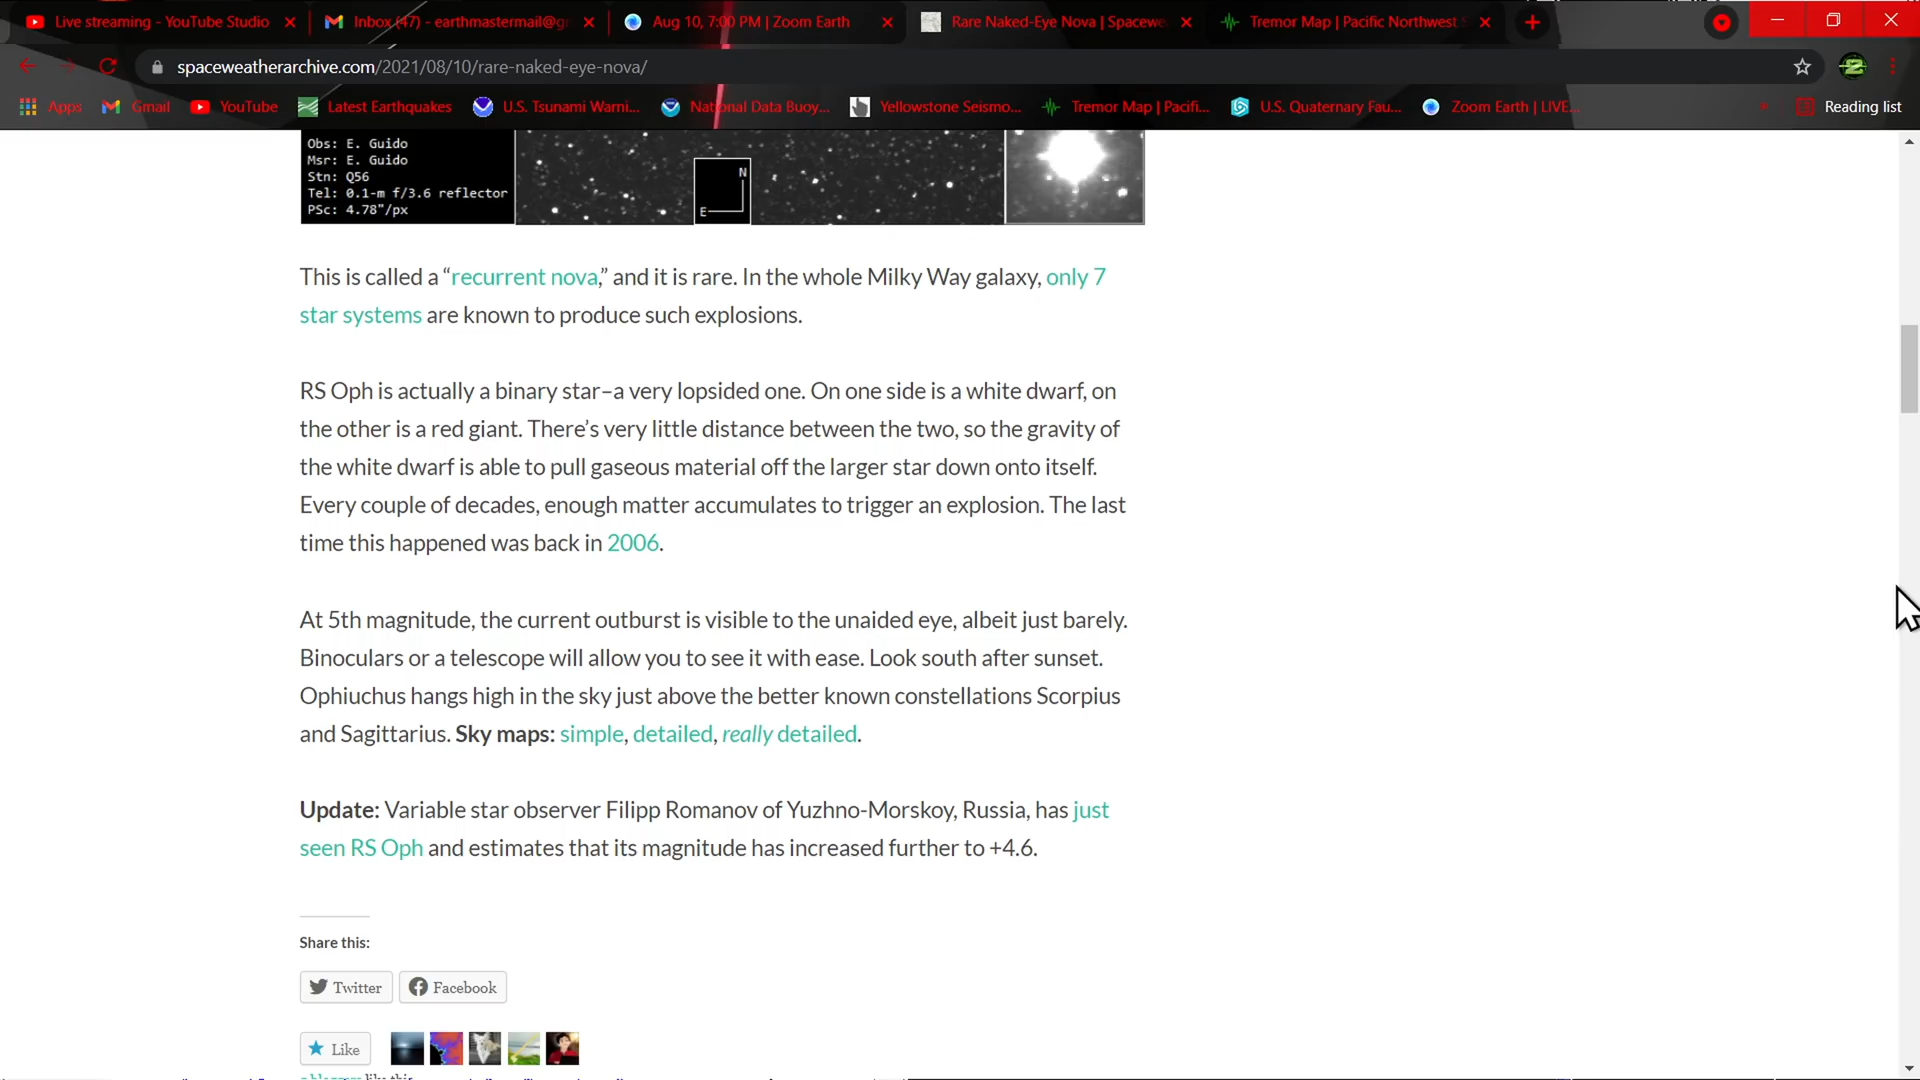 Live streaming - YouTube Studio
Inbox (47) - earthmastermail@g
Aug 10, 7:00 PM | Zoom Earth
Rare Naked-Eye Nova | Spacewe
Tremor Map | Pacific Northwest S
spaceweatherarchive.com/2021/08/10/rare-naked-eye-nova/
Apps
Gmail
YouTube
Latest Earthquakes
U.S. Tsunami Warni...
National Data Buoy...
Yellowstone Seismo...
Tremor Map | Pacifi...
U.S. Quaternary Fau...
Zoom Earth | LIVE...
Reading list
Obs: E. Guido
Msr: E. Guido
Stn: Q56
Tel: 0.1-m f/3.6 reflector
PSc: 4.78"/px
N
E
This is called a “recurrent nova,” and it is rare. In the whole Milky Way galaxy, only 7
star systems are known to produce such explosions.
RS Oph is actually a binary star–a very lopsided one. On one side is a white dwarf, on
the other is a red giant. There’s very little distance between the two, so the gravity of
the white dwarf is able to pull gaseous material off the larger star down onto itself.
Every couple of decades, enough matter accumulates to trigger an explosion. The last
time this happened was back in 2006.
At 5th magnitude, the current outburst is visible to the unaided eye, albeit just barely.
Binoculars or a telescope will allow you to see it with ease. Look south after sunset.
Ophiuchus hangs high in the sky just above the better known constellations Scorpius
and Sagittarius. Sky maps: simple, detailed, really detailed.
Update: Variable star observer Filipp Romanov of Yuzhno-Morskoy, Russia, has just
seen RS Oph and estimates that its magnitude has increased further to +4.6.
Share this:
Twitter
Facebook
Like